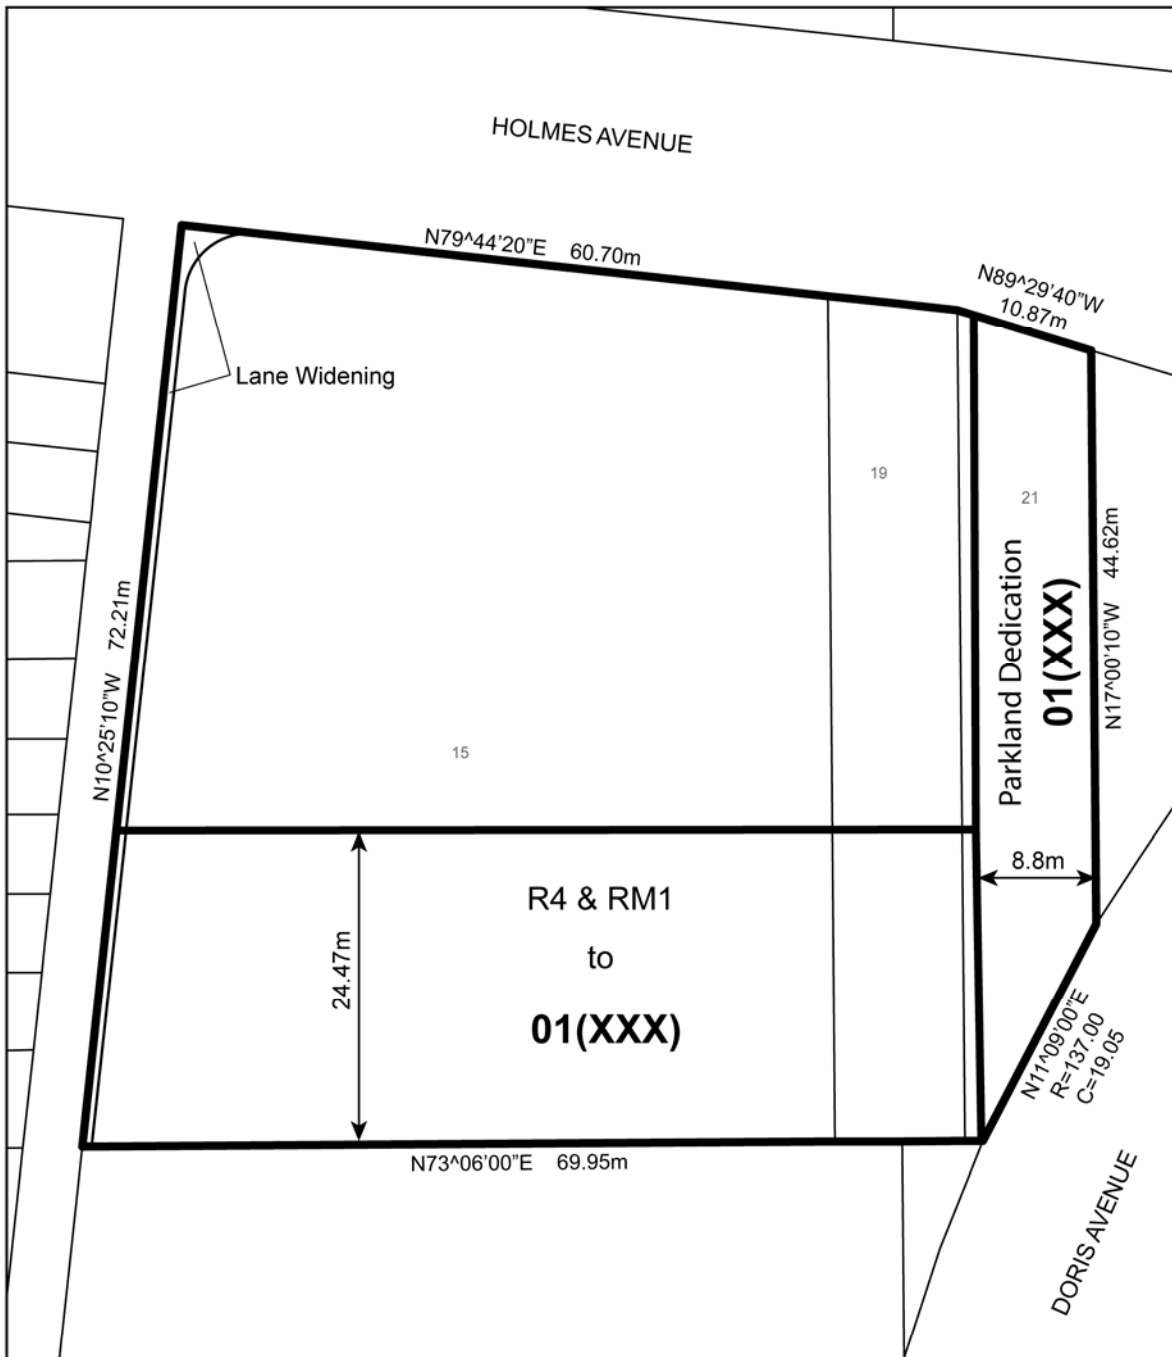 HOLMES AVENUE
N79^44'20"E 60.70m
N89^29'40"W
10.87m
Lane Widening
19
21
Parkland Dedication
01(XXX)
N17^00'10"W 44.62m
N10^25'10"W 72.21m
15
8.8m
R4 & RM1
to
01(XXX)
24.47m
N11^09'00"E
R=137.00
C=19.05
N73^06'00"E 69.95m
DORIS AVENUE